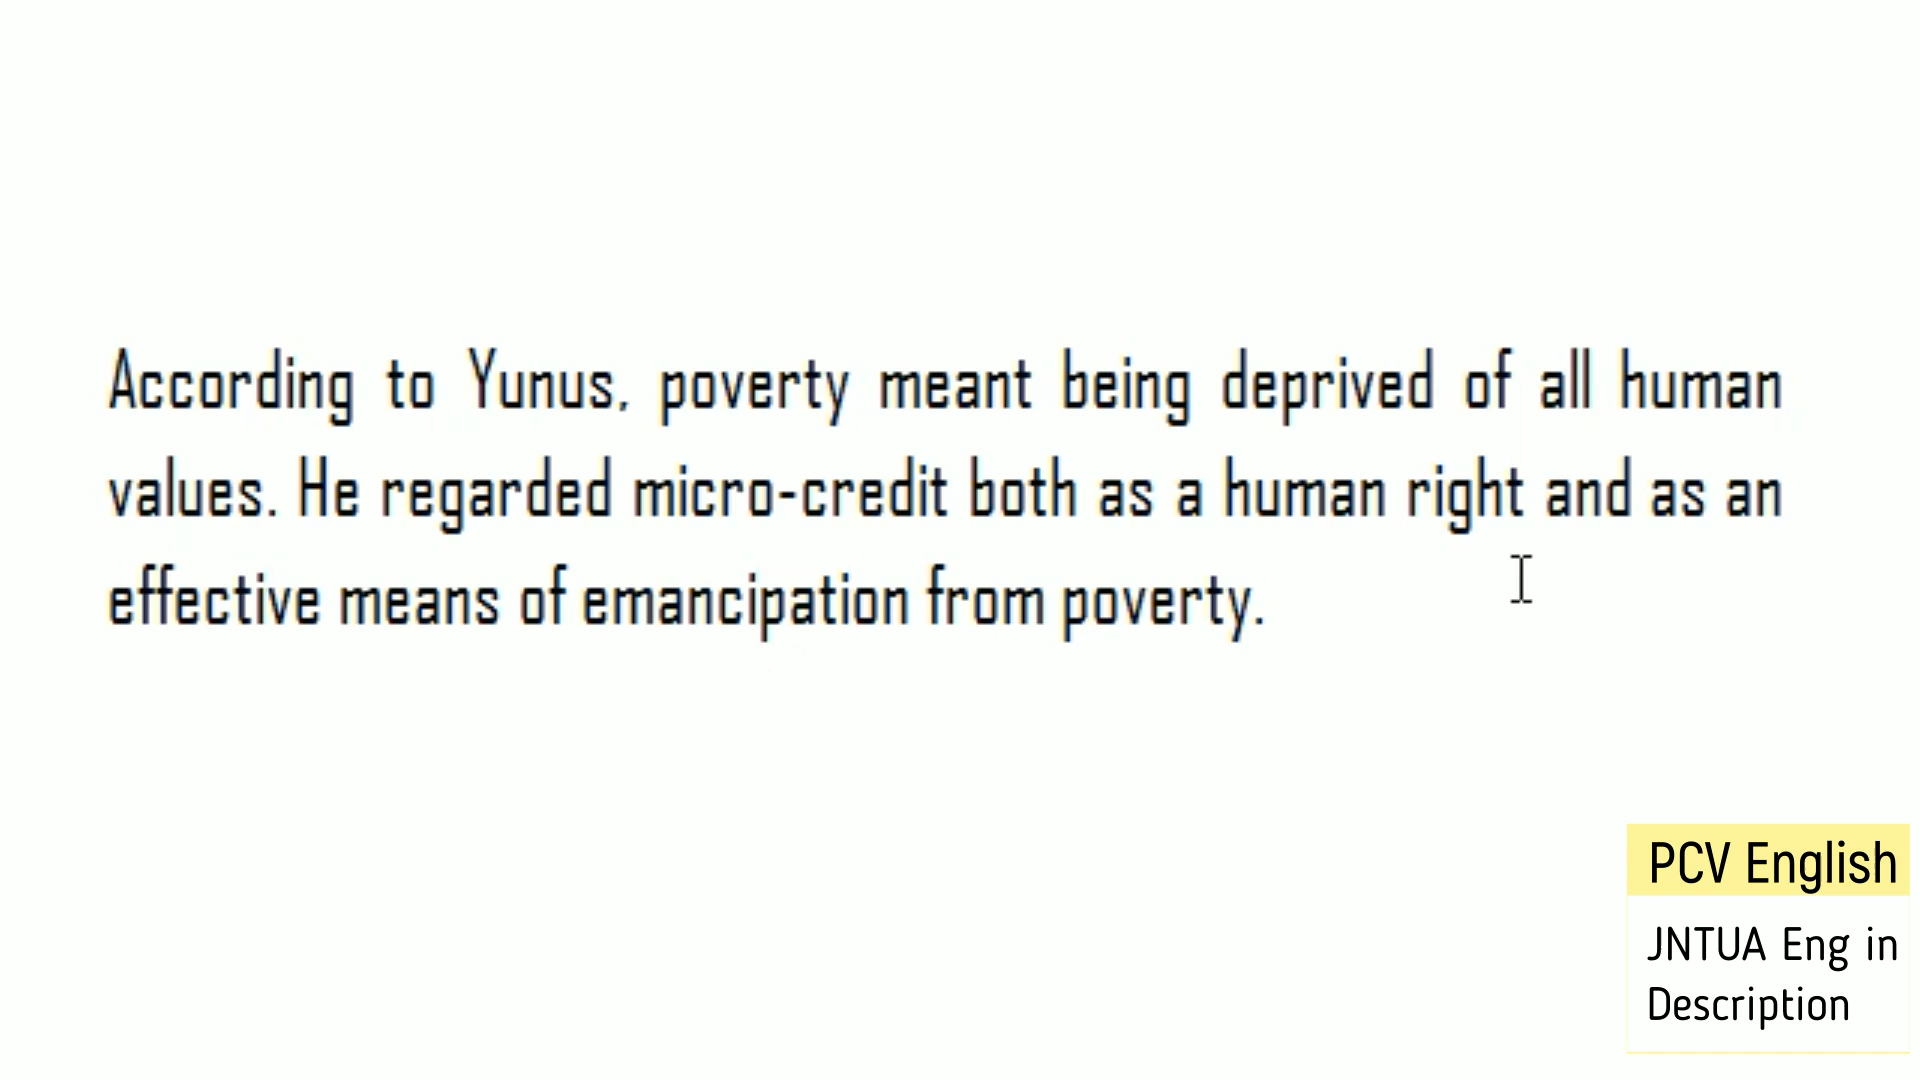 According to Yunus, poverty meant being deprived of all human
values. He regarded micro-credit both as a human right and as an
effective means of emancipation from poverty.
PCV English
JNTUA Eng in
Description